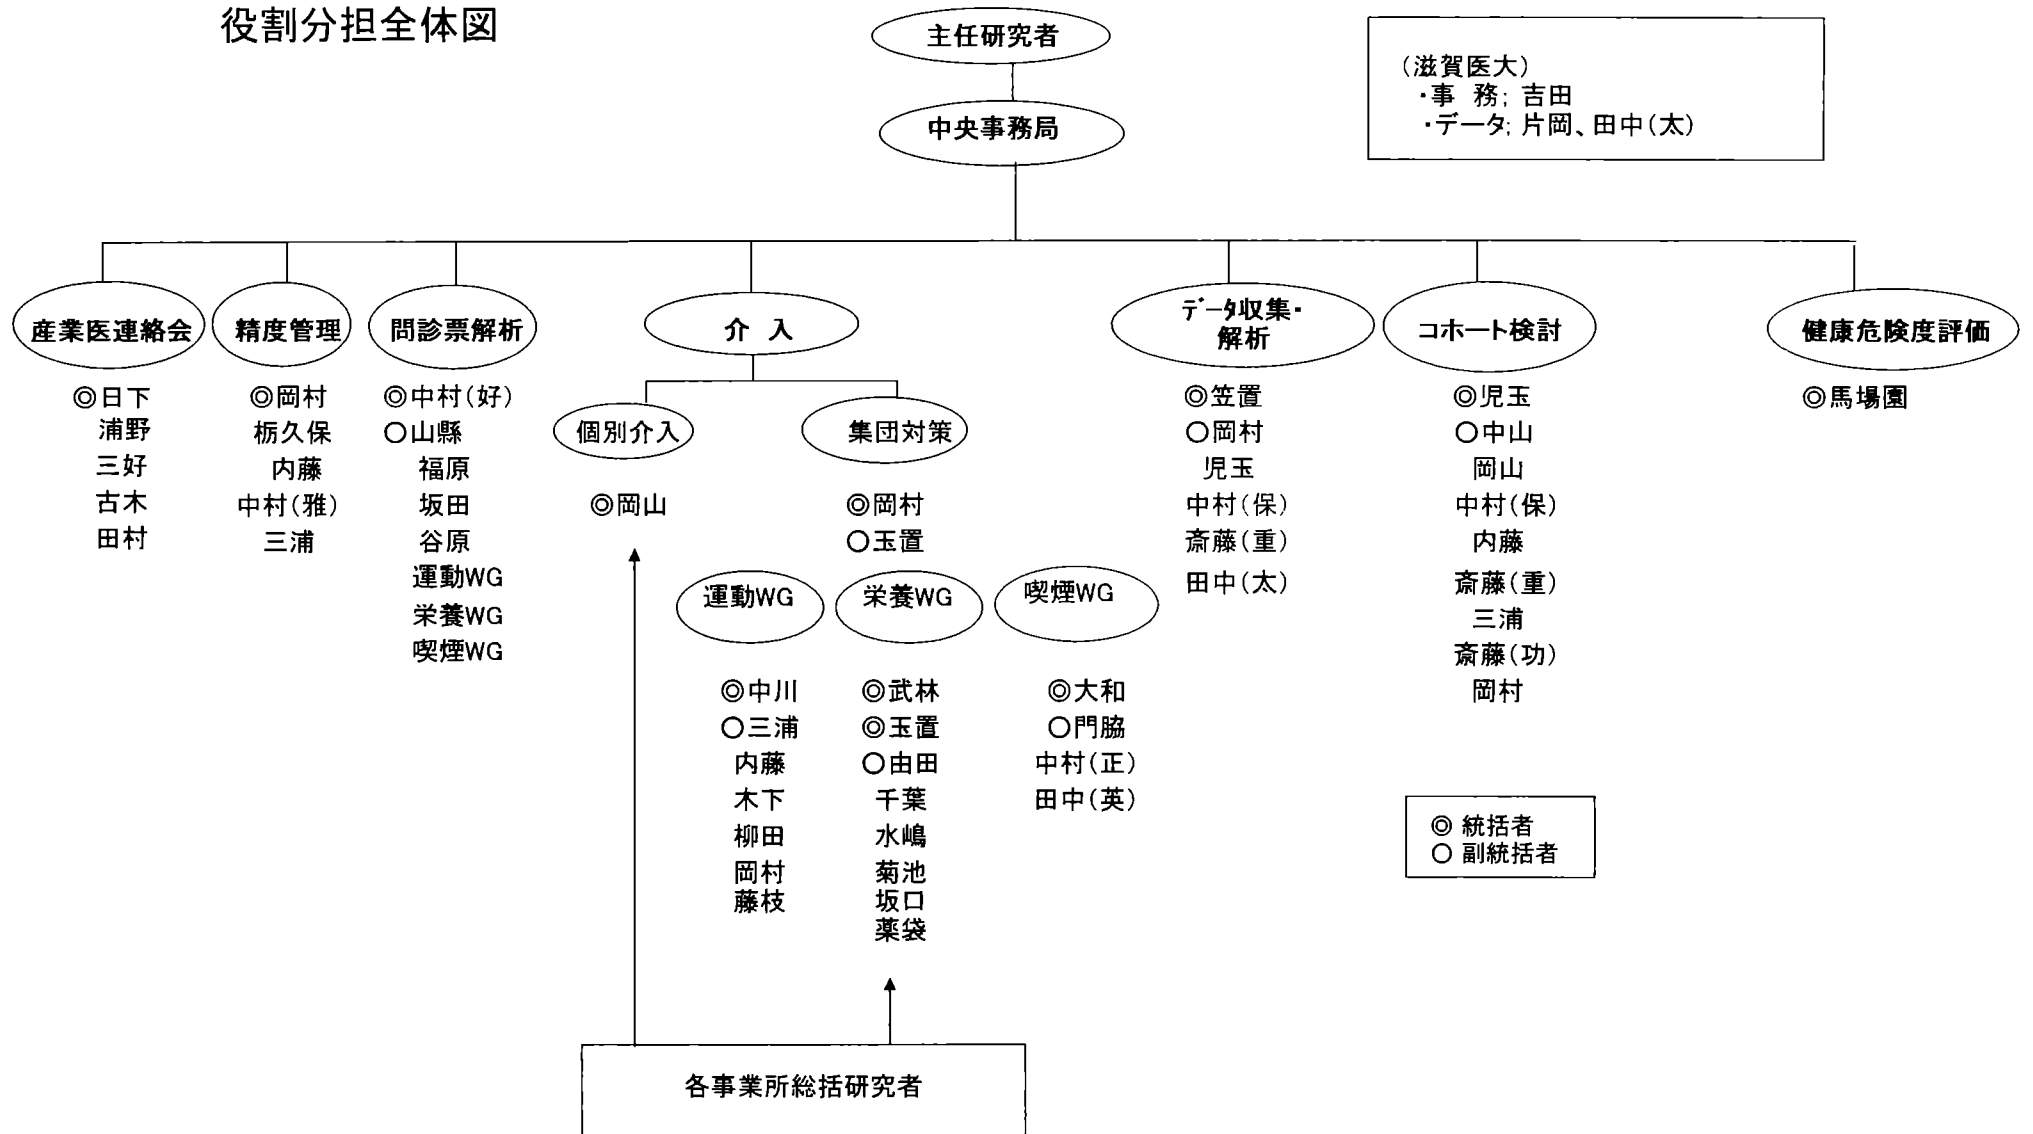 役割分担全体図
主任研究者
中央事務局
(滋賀医大)
・事 務; 吉田
・データ; 片岡、田中(太)
産業医連絡会
◎日下
浦野
三好
古木
田村
精度管理
◎岡村
栃久保
内藤
中村(雅)
三浦
問診票解析
◎中村(好)
○山縣
福原
坂田
谷原
運動WG
栄養WG
喫煙WG
介 入
個別介入
◎岡山
集団対策
◎岡村
○玉置
運動WG
◎中川
○三浦
内藤
木下
柳田
岡村
藤枝
栄養WG
◎武林
◎玉置
○由田
千葉
水嶋
菊池
坂口
薬袋
喫煙WG
◎大和
○門脇
中村(正)
田中(英)
データ収集・
解析
◎笠置
○岡村
児玉
中村(保)
斎藤(重)
田中(太)
コホート検討
◎児玉
○中山
岡山
中村(保)
内藤
斎藤(重)
三浦
斎藤(功)
岡村
健康危険度評価
◎馬場園
◎ 統括者
○ 副統括者
各事業所総括研究者